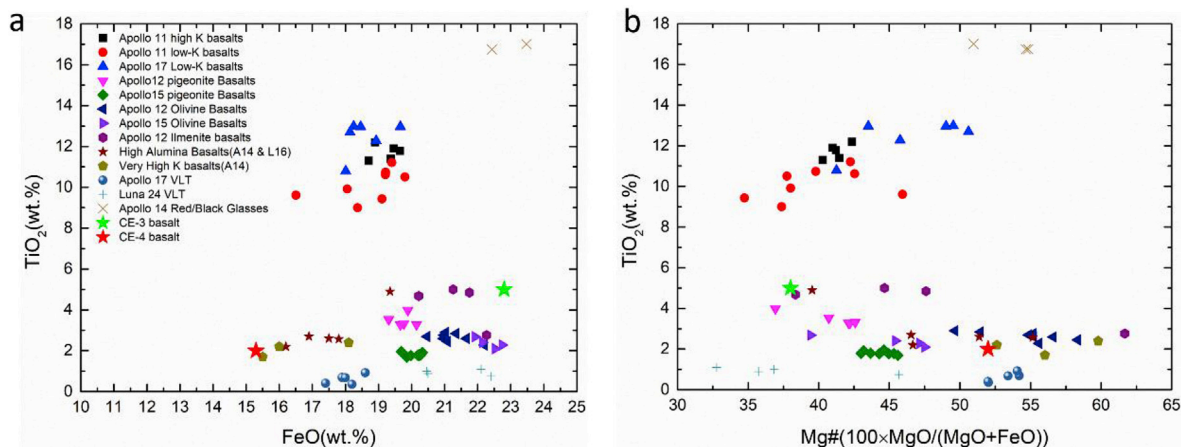 a
TiO2(wt.%)
18
16
14
12
10
8
6
4
2
0
Apollo 11 high K basalts
Apollo 11 low-K basalts
Apollo 17 Low-K basalts
Apollo12 pigeonite Basalts
Apollo15 pigeonite Basalts
Apollo 12 Olivine Basalts
Apollo 15 Olivine Basalts
Apollo 12 Ilmenite basalts
High Alumina Basalts(A14 & L16)
Very High K basalts(A14)
Apollo 17 VLT
Luna 24 VLT
Apollo 14 Red/Black Glasses
CE-3 basalt
CE-4 basalt
10 11 12 13 14 15 16 17 18 19 20 21 22 23 24 25
FeO(wt.%)
b
TiO2(wt.%)
18
16
14
12
10
8
6
4
2
0
30 35 40 45 50 55 60 65
Mg#(100×MgO/(MgO+FeO))